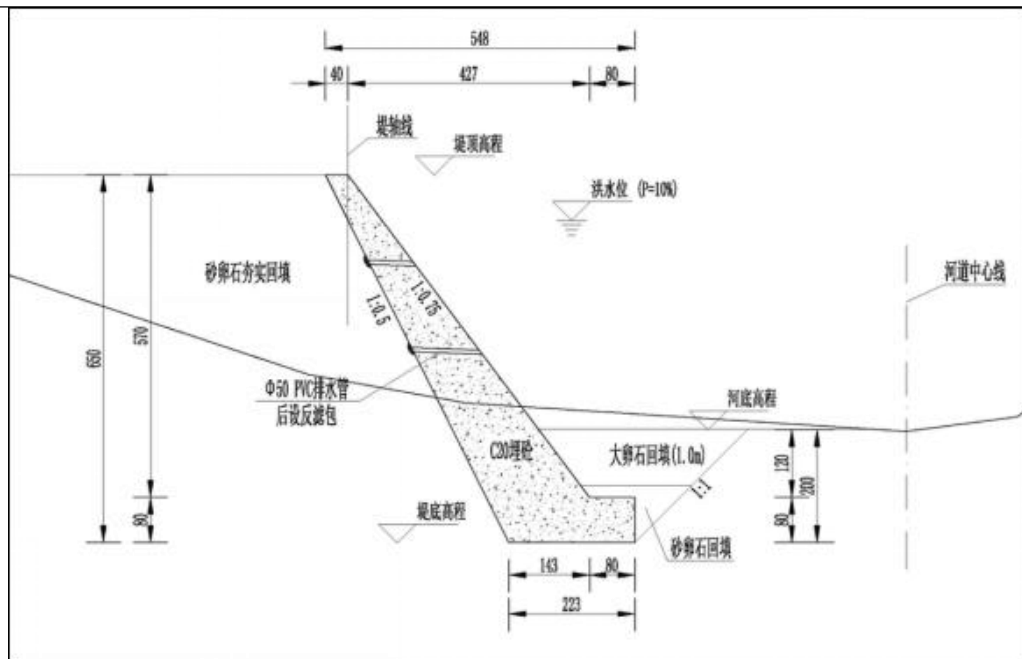 548
40
427
80
堤轴线
堤顶高程
洪水位 (P=10%)
砂卵石夯实回填
河道中心线
1:0.75
1:0.5
650
570
Φ50 PVC排水管
后设反滤包
河底高程
C20埋砼
大卵石回填(1.0m)
120
200
1:1
80
堤底高程
80
砂卵石回填
143
80
223